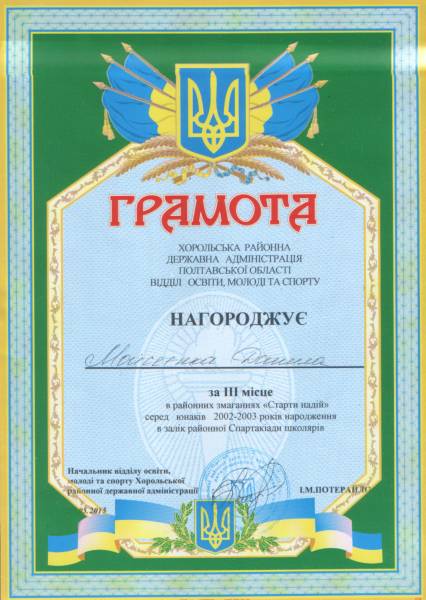 ГРАМОТА
ХОРОЛЬСЬКА РАЙОННА
ДЕРЖАВНА АДМІНІСТРАЦІЯ
ПОЛТАВСЬКОЇ ОБЛАСТІ
ВІДДІЛ ОСВІТИ, МОЛОДІ ТА СПОРТУ
НАГОРОДЖУЄ
Мойсеєнка Данила
за ІІІ місце
в районних змаганнях «Старти надій»
серед юнаків 2002-2003 років народження
в залік районної Спартакіади школярів
Начальник відділу освіти,
молоді та спорту Хорольської
районної державної адміністрації